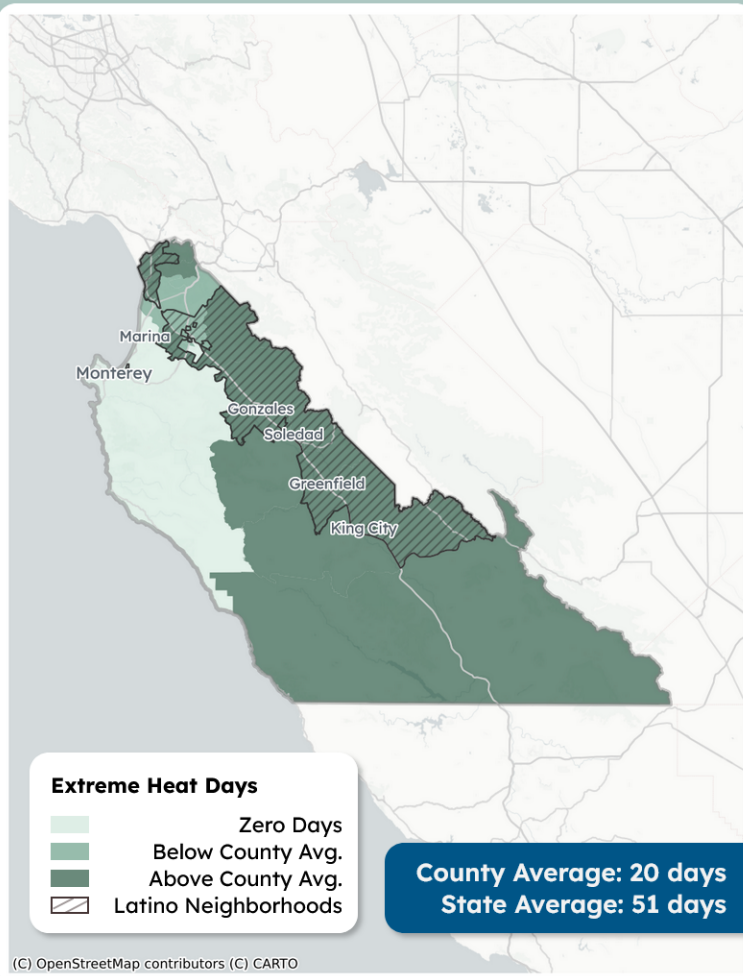 Marina
Monterey
Gonzales
Soledad
Greenfield
King City
Extreme Heat Days
Zero Days
Below County Avg.
Above County Avg.
Latino Neighborhoods
County Average: 20 days
State Average: 51 days
(C) OpenStreetMap contributors (C) CARTO